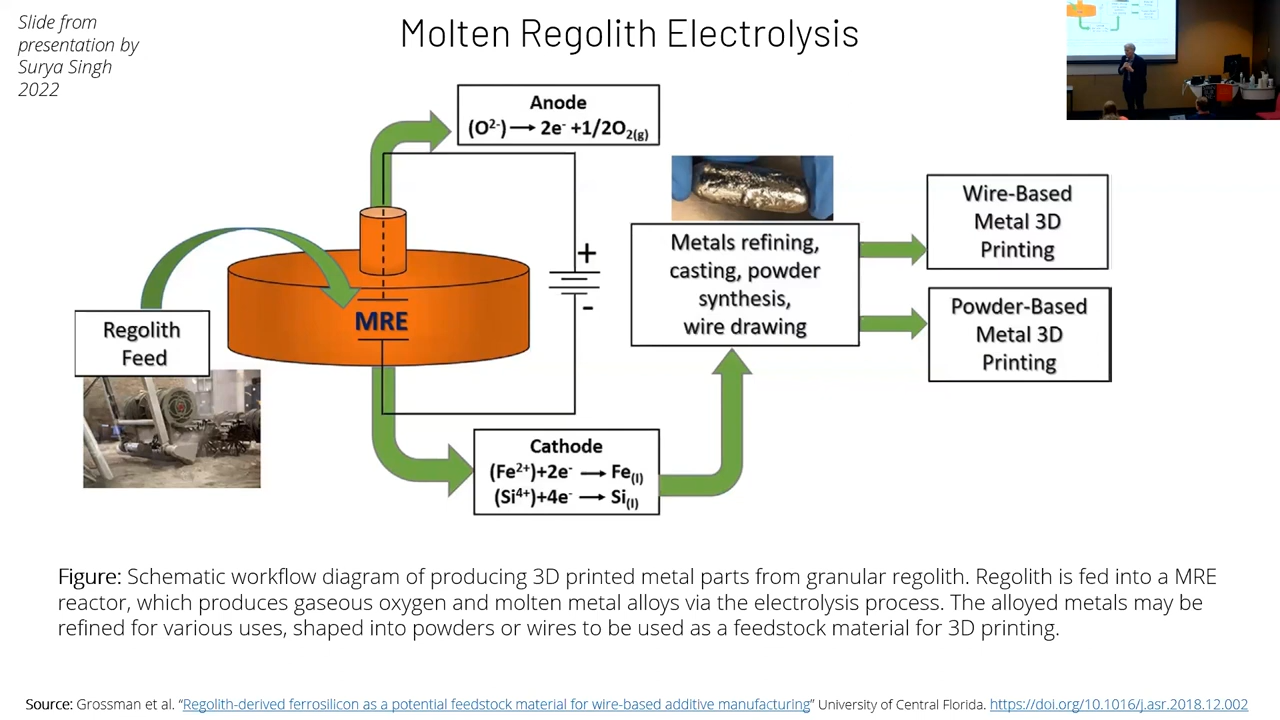 Slide from
presentation by
Surya Singh
2022
Molten Regolith Electrolysis
Anode
(O²⁻) → 2e⁻ +1/2O₂₍g₎
Regolith
Feed
MRE
+
-
Cathode
(Fe²⁺)+2e⁻ → Fe₍l₎
(Si⁴⁺)+4e⁻ → Si₍l₎
Metals refining,
casting, powder
synthesis,
wire drawing
Wire-Based
Metal 3D
Printing
Powder-Based
Metal 3D
Printing
Figure: Schematic workflow diagram of producing 3D printed metal parts from granular regolith. Regolith is fed into a MRE
reactor, which produces gaseous oxygen and molten metal alloys via the electrolysis process. The alloyed metals may be
refined for various uses, shaped into powders or wires to be used as a feedstock material for 3D printing.
Source: Grossman et al. “Regolith-derived ferrosilicon as a potential feedstock material for wire-based additive manufacturing” University of Central Florida. https://doi.org/10.1016/j.asr.2018.12.002